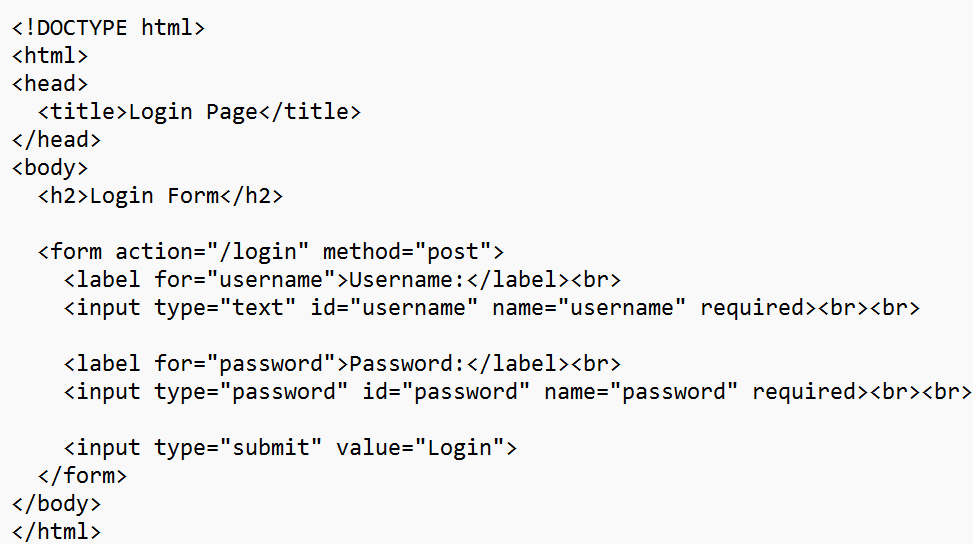 <!DOCTYPE html>
<html>
<head>
  <title>Login Page</title>
</head>
<body>
  <h2>Login Form</h2>

  <form action="/login" method="post">
    <label for="username">Username:</label><br>
    <input type="text" id="username" name="username" required><br><br>

    <label for="password">Password:</label><br>
    <input type="password" id="password" name="password" required><br><br>

    <input type="submit" value="Login">
  </form>
</body>
</html>